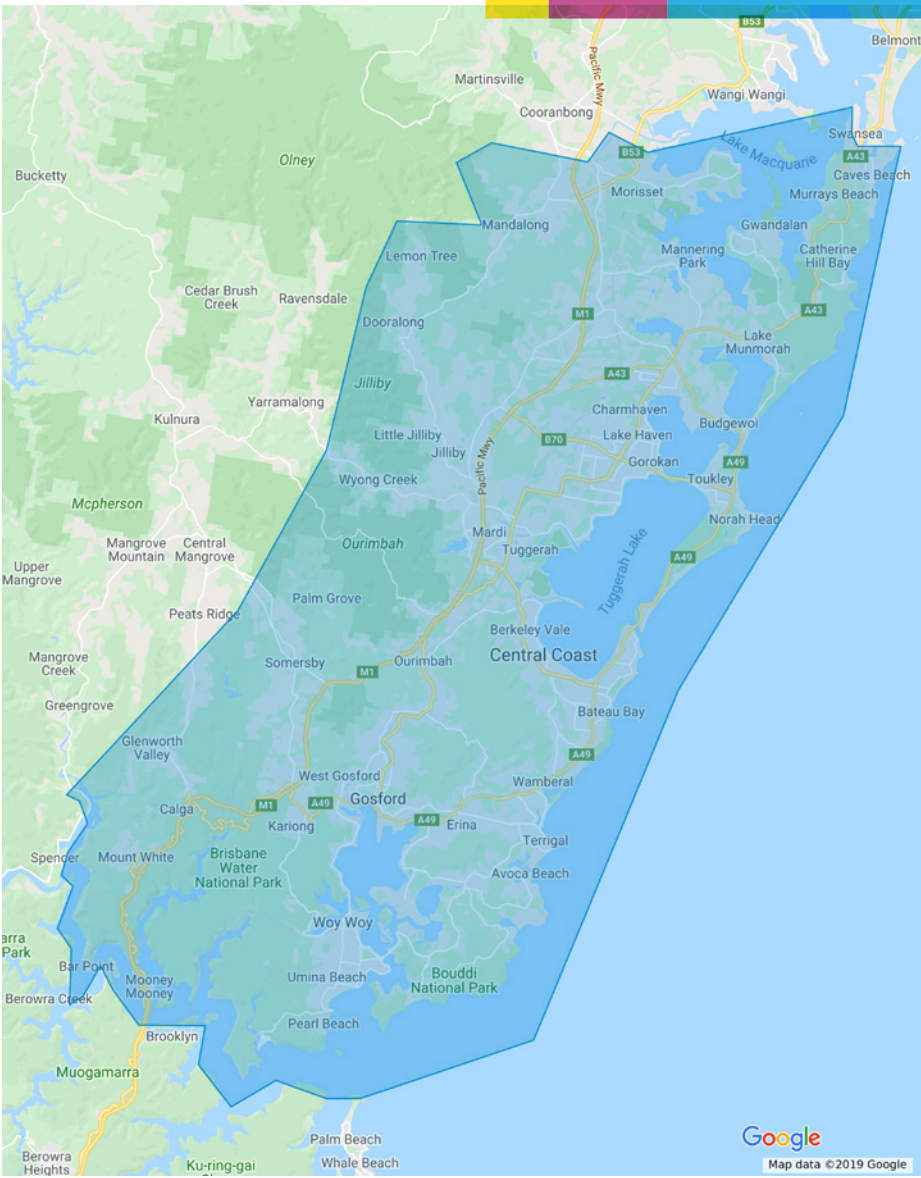 B53
Belmont
Pacific Mwy
Martinsville
Wangi Wangi
Cooranbong
Swansea
Lake Macquarie
B53
A43
Olney
Bucketty
Caves Beach
Morisset
Murrays Beach
Mandalong
Gwandalan
Mannering
Park
Catherine
Hill Bay
Lemon Tree
Cedar Brush
Creek
Ravensdale
M1
A43
Dooralong
Lake
Munmorah
A43
Jilliby
Yarramalong
Charmhaven
Kulnura
Budgewoi
Little Jilliby
Lake Haven
B70
Jilliby
Pacific Mwy
Gorokan
A49
Wyong Creek
Toukley
Mcpherson
Norah Head
Mardi
Mangrove
Mountain
Central
Mangrove
Ourimbah
Tuggerah
A49
Upper
Mangrove
Tuggerah Lake
Palm Grove
Peats Ridge
Berkeley Vale
Mangrove
Creek
Somersby
Ourimbah
Central Coast
M1
Greengrove
Bateau Bay
Glenworth
Valley
A49
West Gosford
Wamberal
Calga
M1
A49
Gosford
Kariong
A49
Erina
Terrigal
Spencer
Mount White
Brisbane
Water
National Park
Avoca Beach
Woy Woy
arra
Park
Bar Point
Mooney
Mooney
Umina Beach
Bouddi
National Park
Berowra Creek
Pearl Beach
Brooklyn
Muogamarra
Palm Beach
Google
Berowra
Heights
Ku-ring-gai
Whale Beach
Map data ©2019 Google